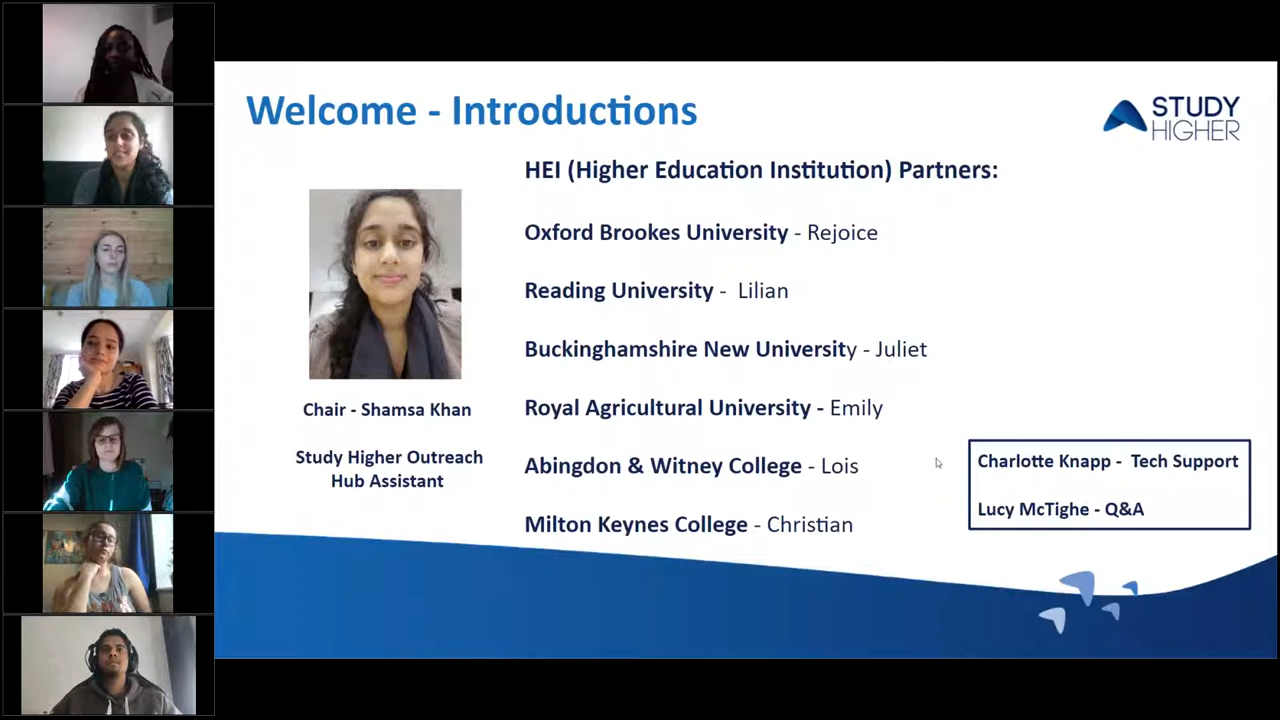 Welcome - Introductions
STUDY
HIGHER
HEI (Higher Education Institution) Partners:
Oxford Brookes University - Rejoice
Reading University - Lilian
Buckinghamshire New University - Juliet
Royal Agricultural University - Emily
Abingdon & Witney College - Lois
Milton Keynes College - Christian
Chair - Shamsa Khan
Study Higher Outreach
Hub Assistant
Charlotte Knapp - Tech Support
Lucy McTighe - Q&A